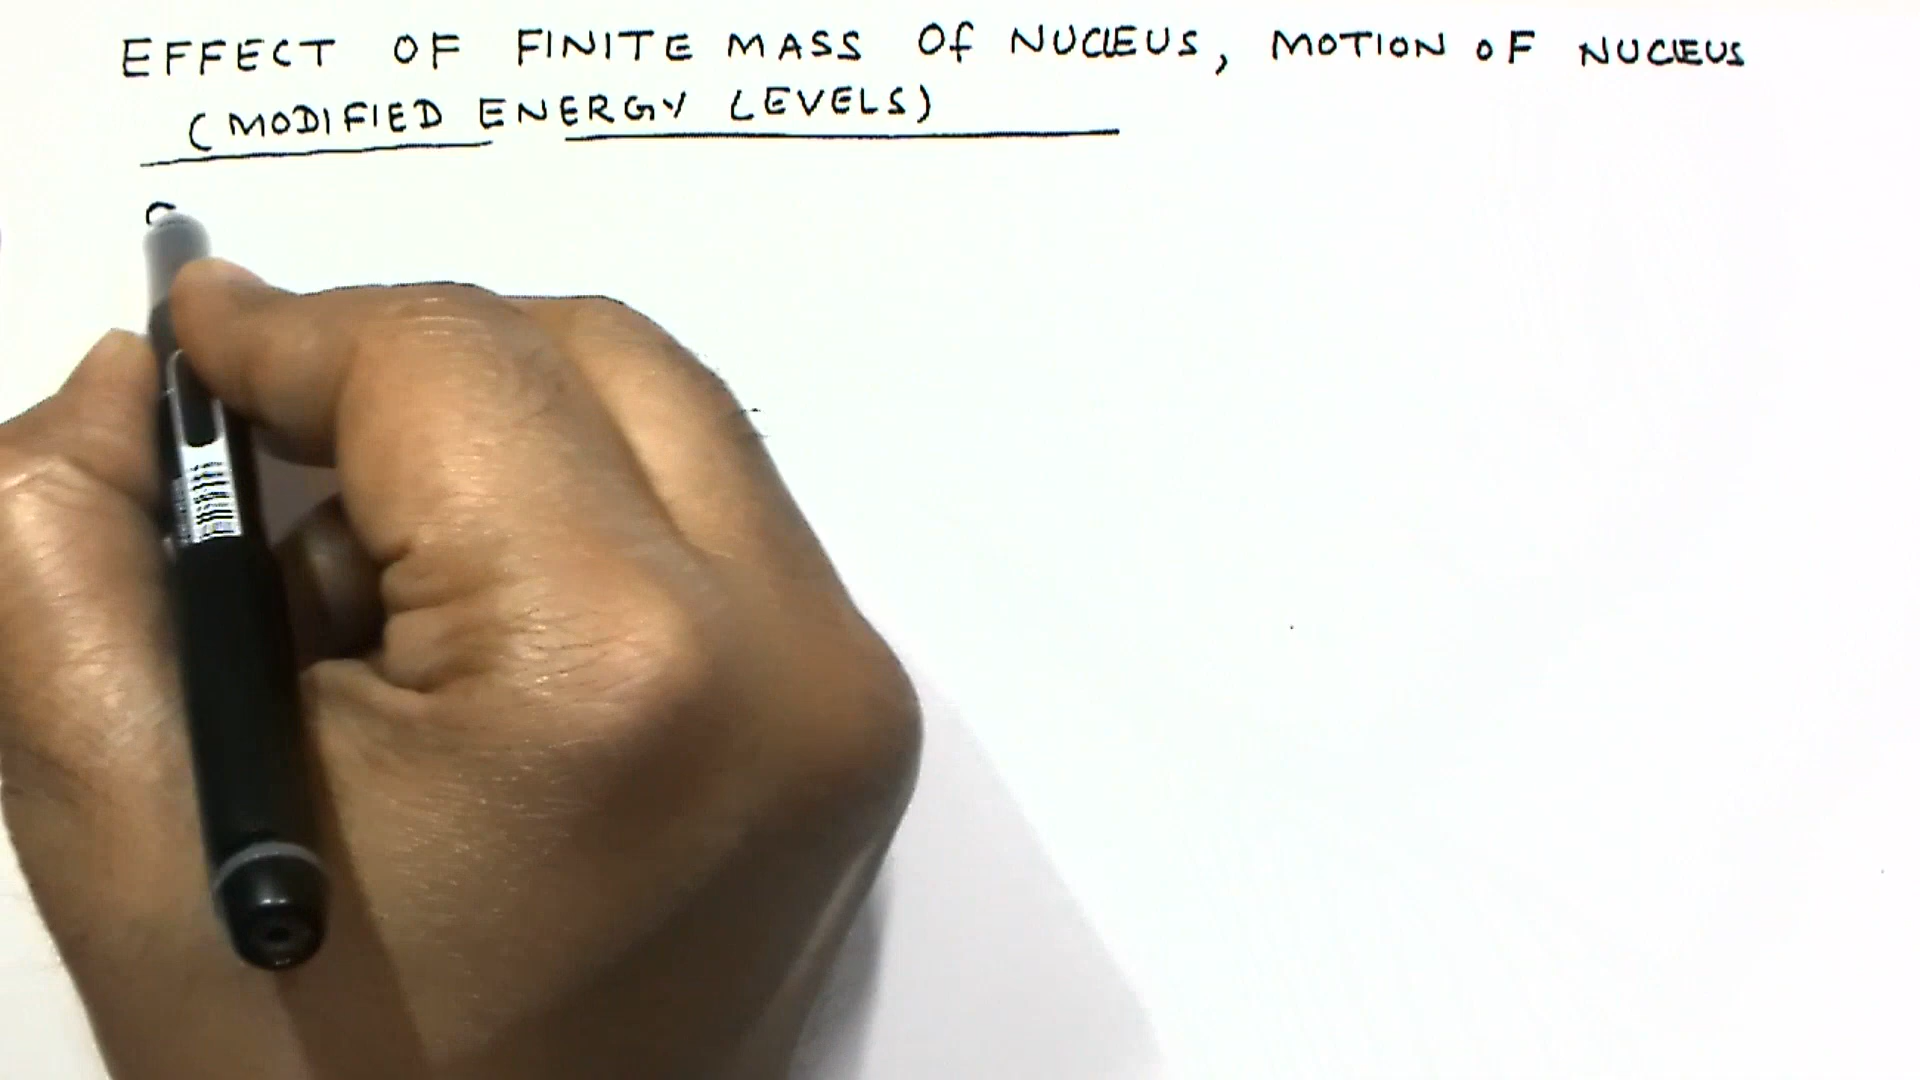 EFFECT OF FINITE MASS Of NUCLEUS, MOTION OF NUCLEUS
(MODIFIED ENERGY LEVELS)